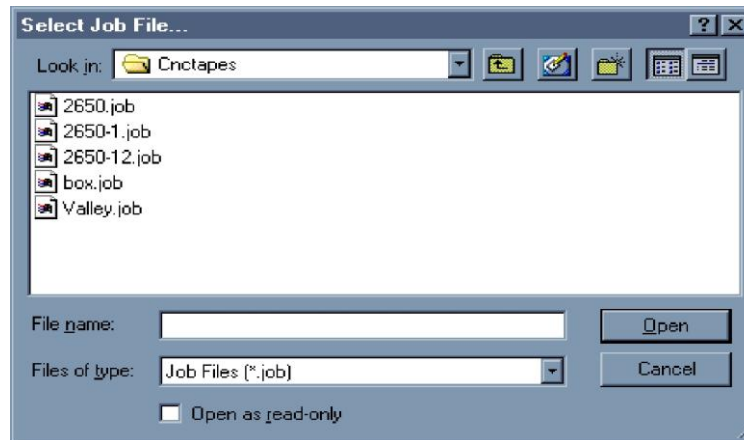 Select Job File...
Look in: Cnctapes
2650.job
2650-1.job
2650-12.job
box.job
Valley.job
File name:
Open
Files of type: Job Files (*.job)
Cancel
Open as read-only